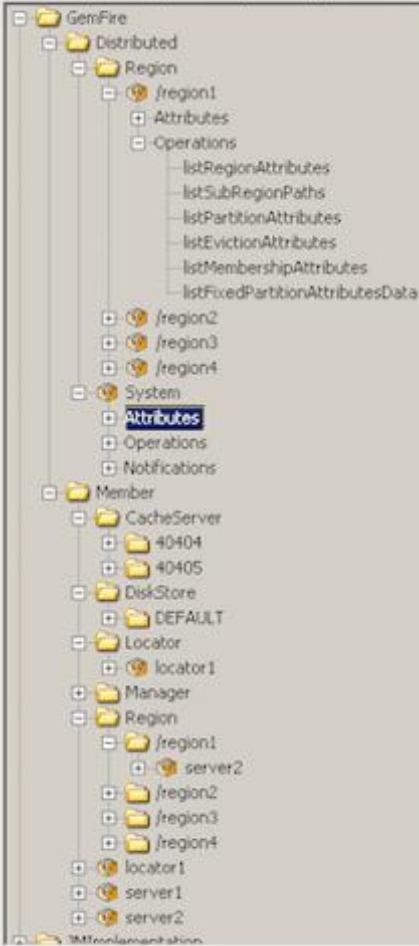 GemFire
Distributed
Region
/region1
Attributes
Operations
listRegionAttributes
listSubRegionPaths
listPartitionAttributes
listEvictionAttributes
listMembershipAttributes
listFixedPartitionAttributesData
/region2
/region3
/region4
System
Attributes
Operations
Notifications
Member
CacheServer
40404
40405
DiskStore
DEFAULT
Locator
locator1
Manager
Region
/region1
server2
/region2
/region3
/region4
locator1
server1
server2
JMImplementation